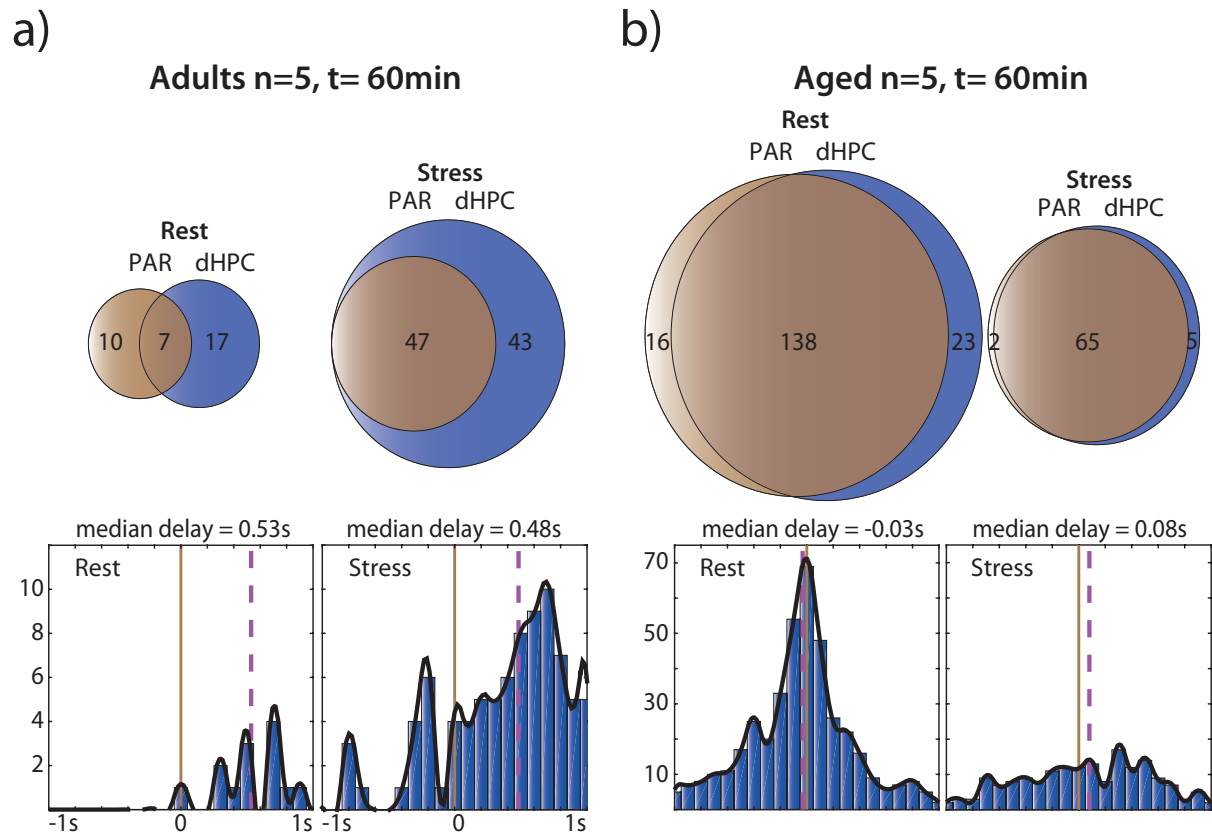 a)
Adults n=5, t= 60min
Rest
PAR dHPC
10 7 17
Stress
PAR dHPC
47 43
median delay = 0.53s
Rest
10
8
6
4
2
-1s 0 1s
median delay = 0.48s
Stress
-1s 0 1s
b)
Aged n=5, t= 60min
Rest
PAR dHPC
16 138 23
Stress
PAR dHPC
2 65 5
median delay = -0.03s
Rest
70
50
30
10
median delay = 0.08s
Stress